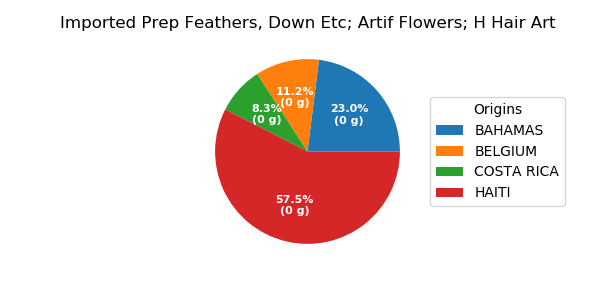 Imported Prep Feathers, Down Etc; Artif Flowers; H Hair Art
11.2%
(0 g)
23.0%
(0 g)
8.3%
(0 g)
57.5%
(0 g)
Origins
BAHAMAS
BELGIUM
COSTA RICA
HAITI